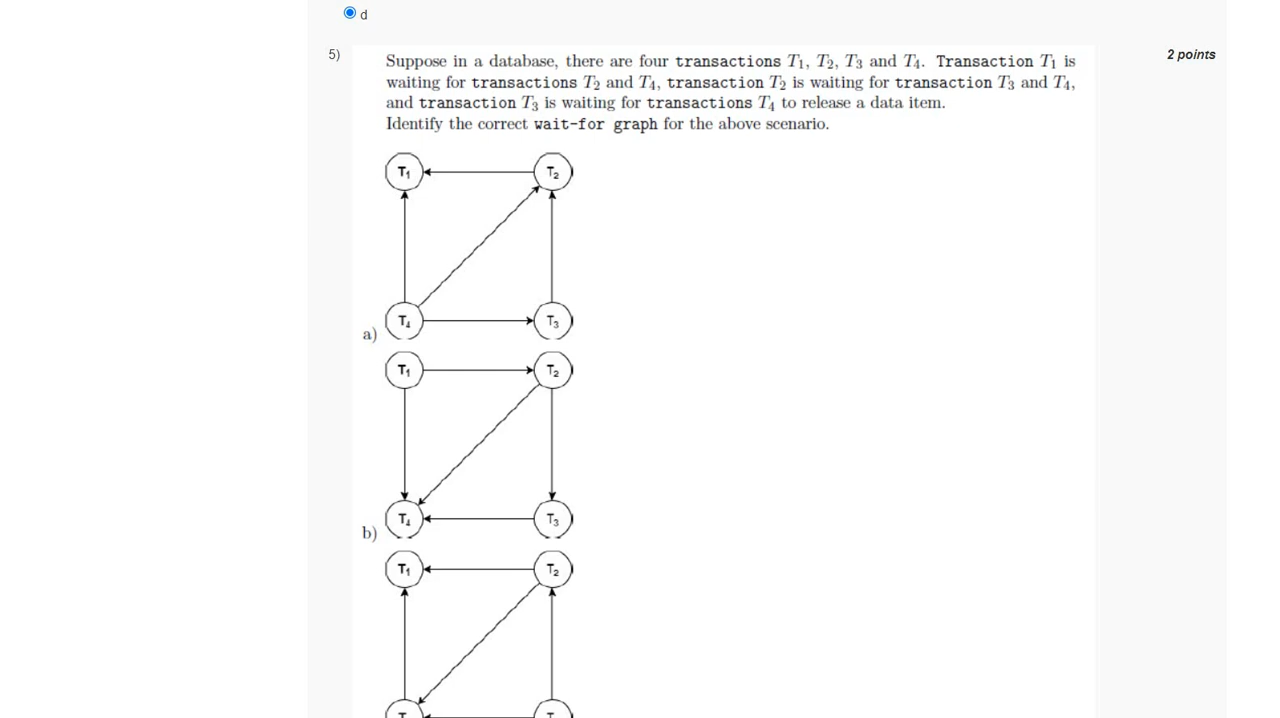 d
5)
Suppose in a database, there are four transactions T1, T2, T3 and T4. Transaction T1 is
2 points
waiting for transactions T2 and T4, transaction T2 is waiting for transaction T3 and T4,
and transaction T3 is waiting for transactions T4 to release a data item.
Identify the correct wait-for graph for the above scenario.
T1 T2
T4 T3
a)
T1 T2
T4 T3
b)
T1 T2